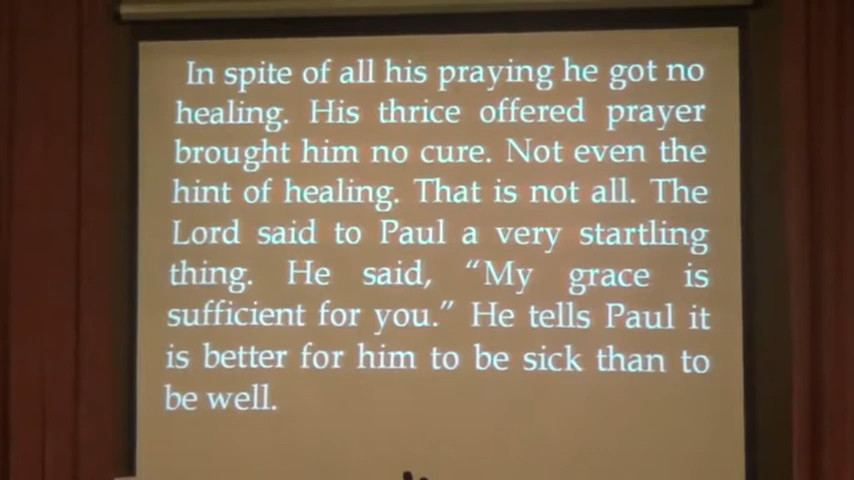 In spite of all his praying he got no
healing. His thrice offered prayer
brought him no cure. Not even the
hint of healing. That is not all. The
Lord said to Paul a very startling
thing. He said, “My grace is
sufficient for you.” He tells Paul it
is better for him to be sick than to
be well.